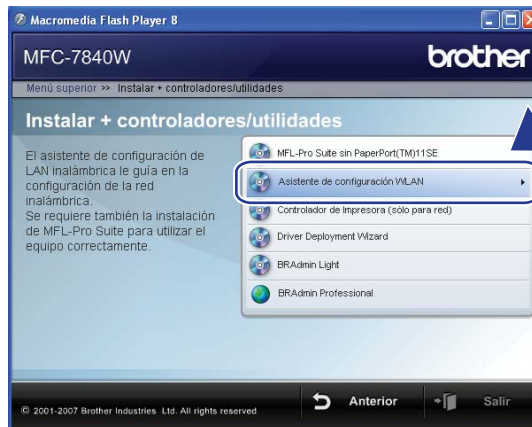 Macromedia Flash Player 8
MFC-7840W
brother
Menú superior >> Instalar + controladores/utilidades
Instalar + controladores/utilidades
El asistente de configuración de
LAN inalámbrica le guía en la
configuración de la red
inalámbrica.
Se requiere también la instalación
de MFL-Pro Suite para utilizar el
equipo correctamente.
MFL-Pro Suite sin PaperPort(TM)11SE
Asistente de configuración WLAN
Controlador de Impresora (sólo para red)
Driver Deployment Wizard
BRAdmin Light
BRAdmin Professional
© 2001-2007 Brother Industries Ltd. All rights reserved
Anterior
Salir